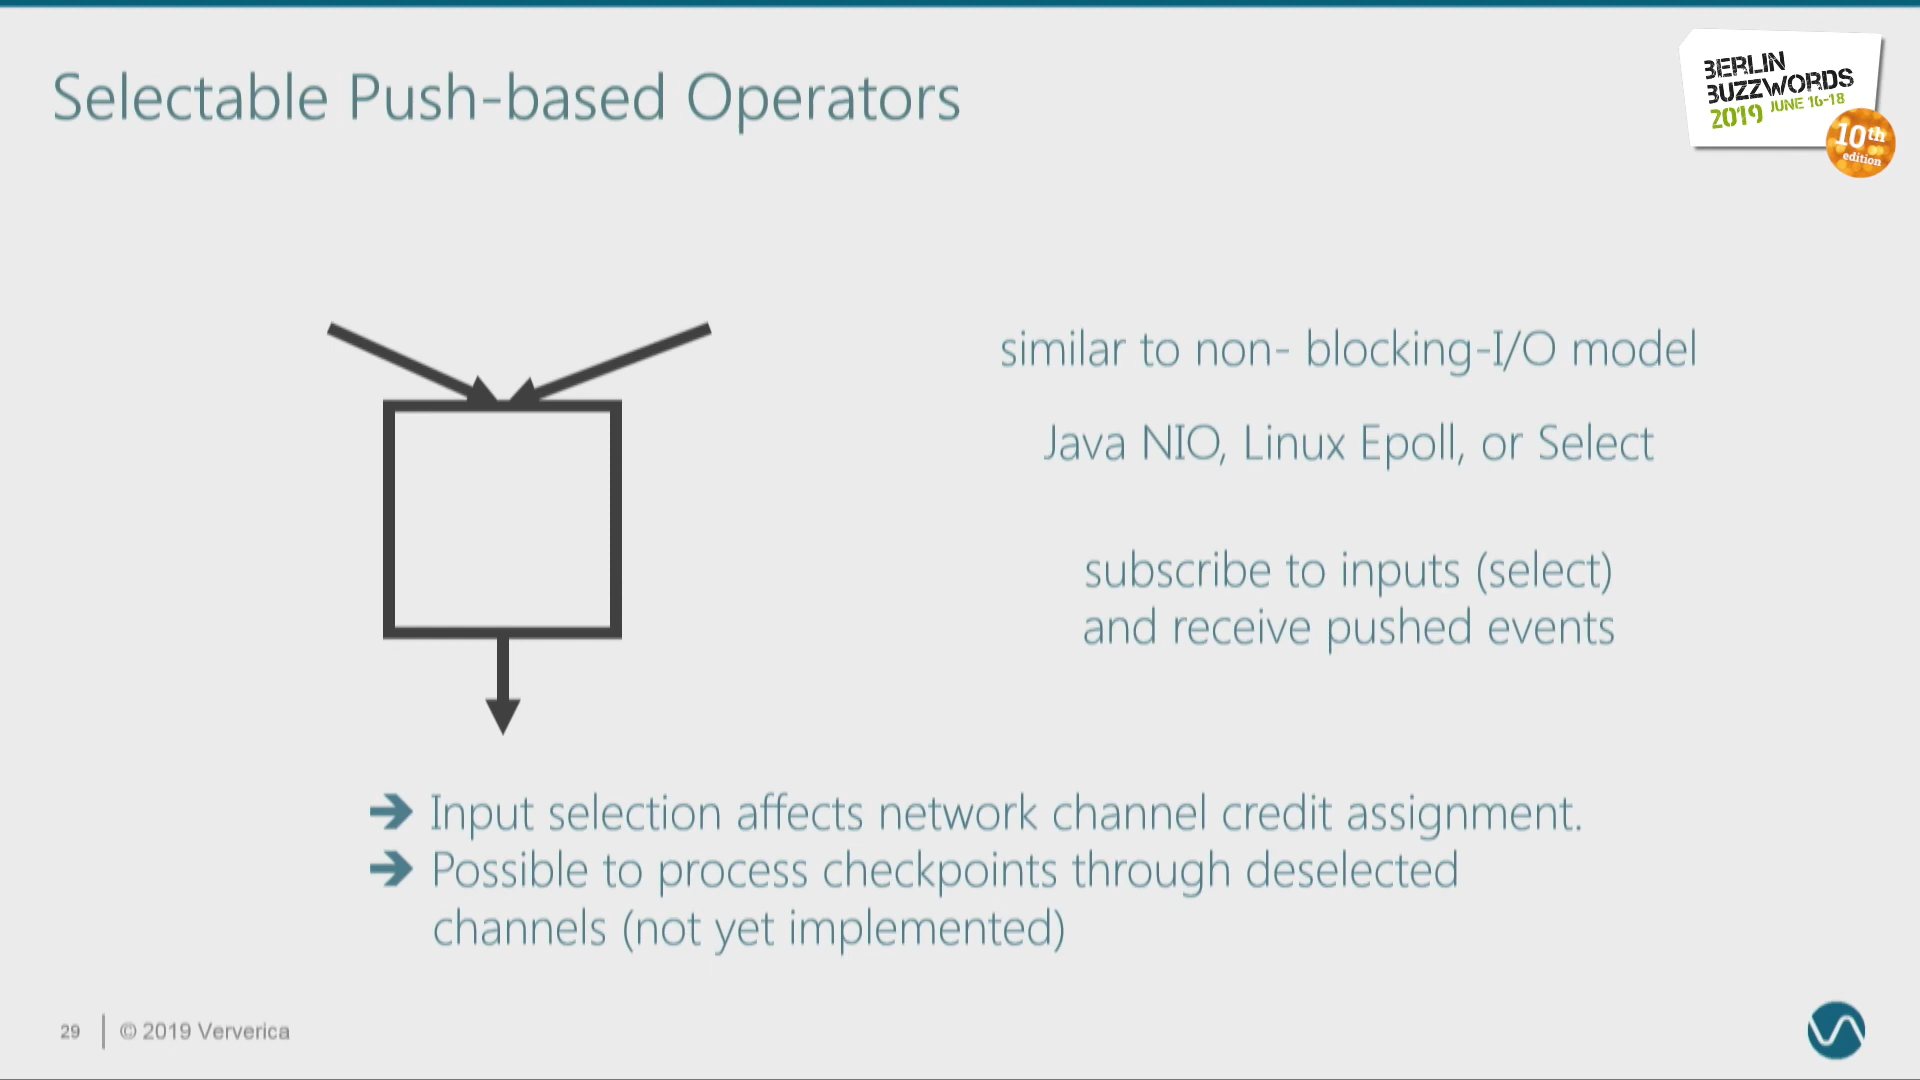 Selectable Push-based Operators
BERLIN
BUZZWORDS
2019 JUNE 16-18
10th
edition
similar to non- blocking-I/O model
Java NIO, Linux Epoll, or Select
subscribe to inputs (select)
and receive pushed events
➔ Input selection affects network channel credit assignment.
➔ Possible to process checkpoints through deselected
channels (not yet implemented)
29 | © 2019 Ververica